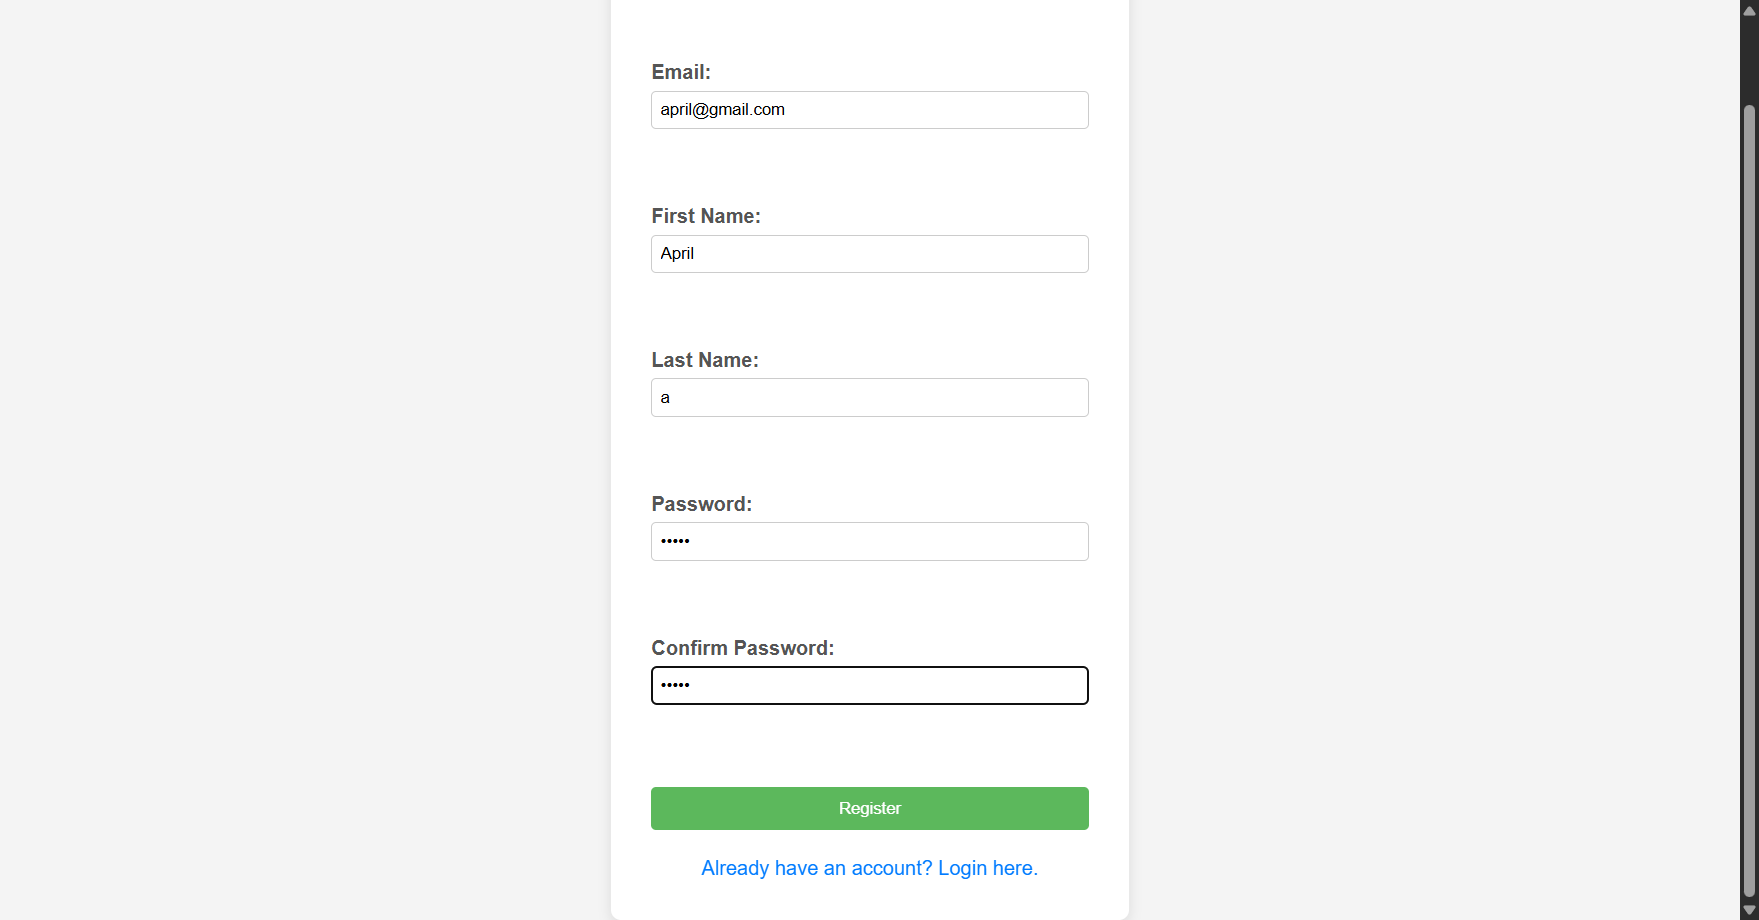 Email:
april@gmail.com
First Name:
April
Last Name:
a
Password:
•••••
Confirm Password:
•••••
Register
Already have an account? Login here.